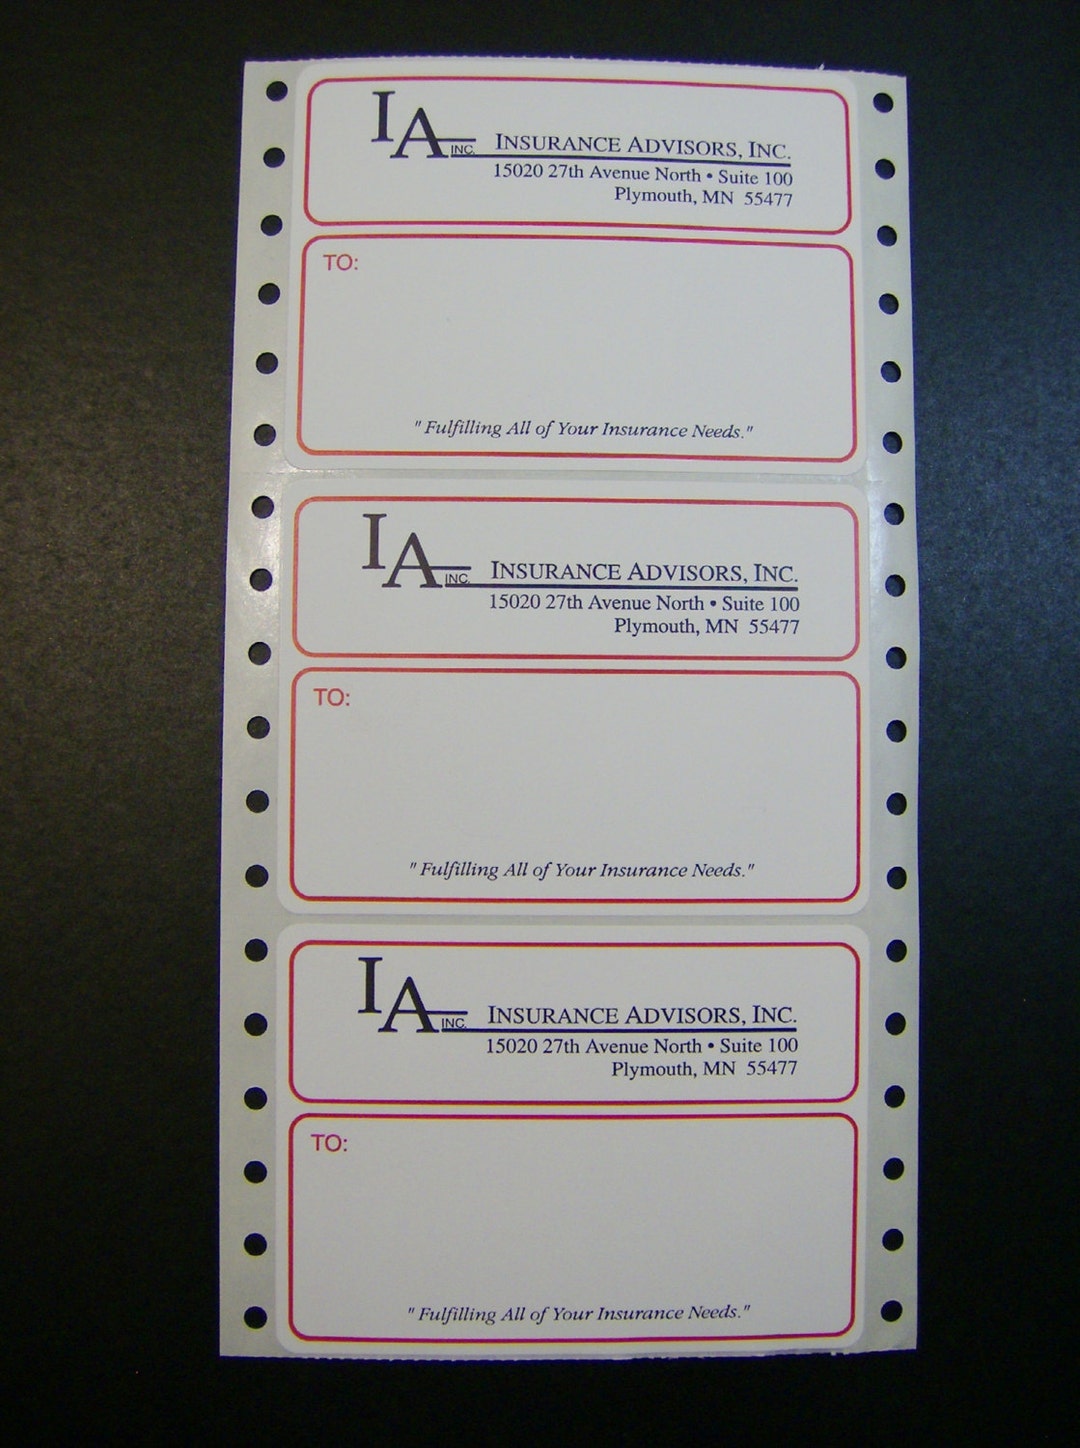 IA INC. INSURANCE ADVISORS, INC.
15020 27th Avenue North • Suite 100
Plymouth, MN 55477
TO:
"Fulfilling All of Your Insurance Needs."
IA INC. INSURANCE ADVISORS, INC.
15020 27th Avenue North • Suite 100
Plymouth, MN 55477
TO:
"Fulfilling All of Your Insurance Needs."
IA INC. INSURANCE ADVISORS, INC.
15020 27th Avenue North • Suite 100
Plymouth, MN 55477
TO:
"Fulfilling All of Your Insurance Needs."